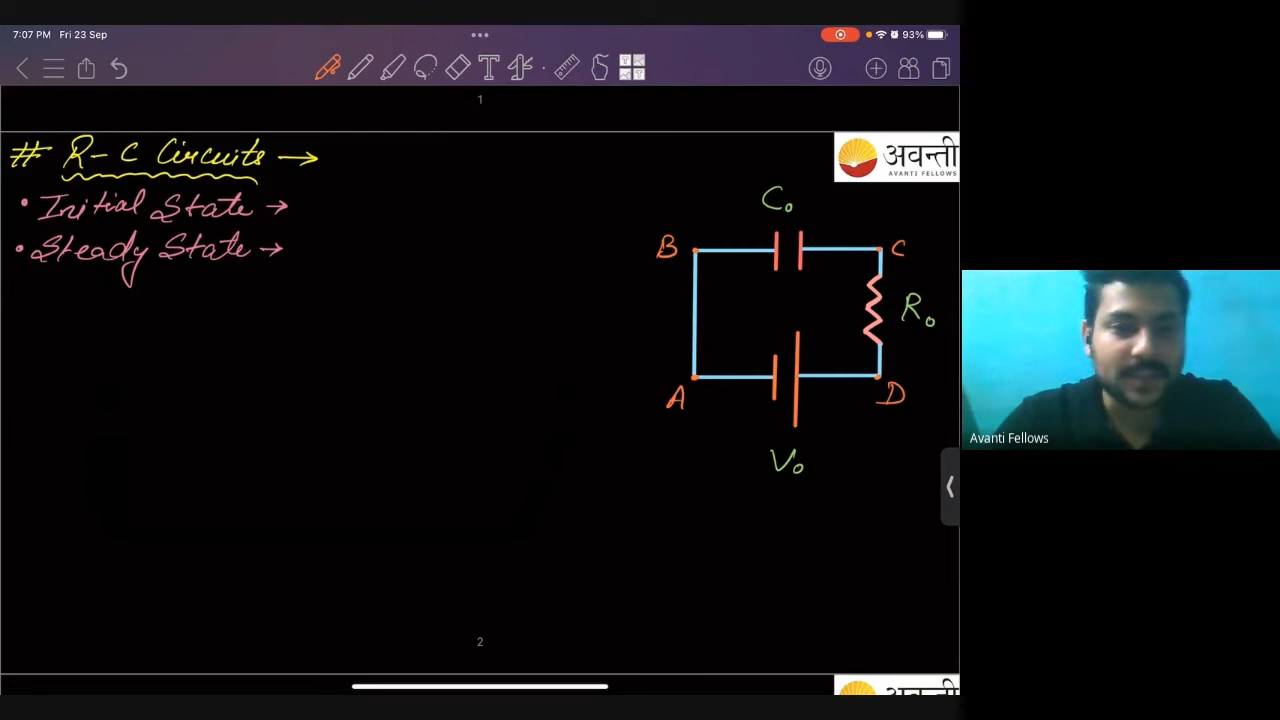 7:07 PM Fri 23 Sep
93%
1
# R-C Circuits →
• Initial State →
• Steady State →
अवन्ती
AVANTI FELLOWS
C₀
B
C
R₀
A
D
V₀
Avanti Fellows
2
अवन्ती